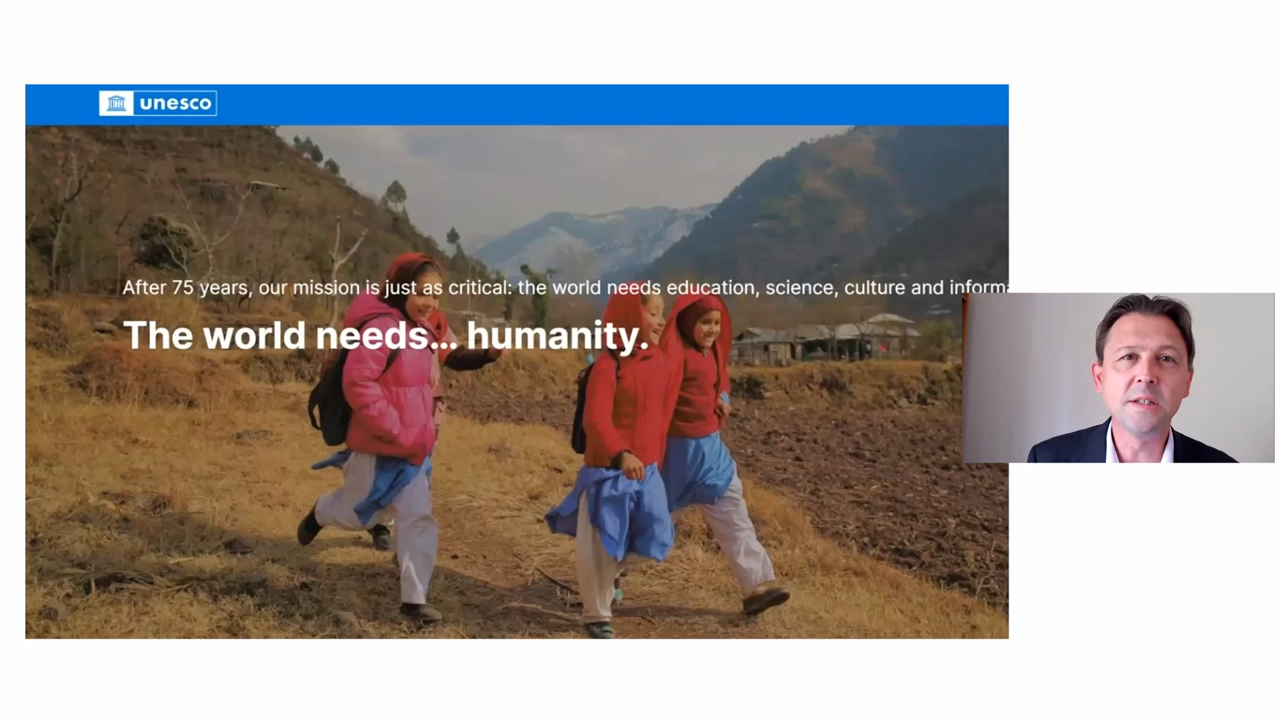 unesco
After 75 years, our mission is just as critical: the world needs education, science, culture and informa
The world needs... humanity.